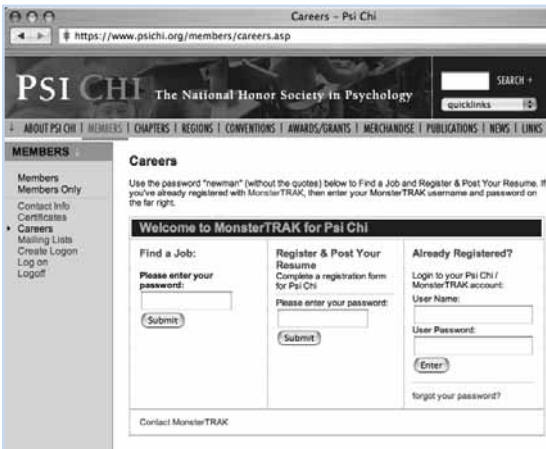 Careers – Psi Chi
https://www.psichi.org/members/careers.asp
PSI CHI The National Honor Society in Psychology
SEARCH
quicklinks
ABOUT PSI CHI | MEMBERS | CHAPTERS | REGIONS | CONVENTIONS | AWARDS/GRANTS | MERCHANDISE | PUBLICATIONS | NEWS | LINKS
MEMBERS
Members
Members Only
Contact Info
Certificates
Careers
Mailing Lists
Create Logon
Log on
Logoff
Careers
Use the password "newman" (without the quotes) below to Find a Job and Register & Post Your Resume. If
you've already registered with MonsterTRAK, then enter your MonsterTRAK username and password on
the far right.
Welcome to MonsterTRAK for Psi Chi
Find a Job:
Please enter your
password:
Submit
Register & Post Your
Resume
Complete a registration form
for Psi Chi
Please enter your password:
Submit
Already Registered?
Login to your Psi Chi /
MonsterTRAK account:
User Name:
User Password:
Enter
forgot your password?
Contact MonsterTRAK